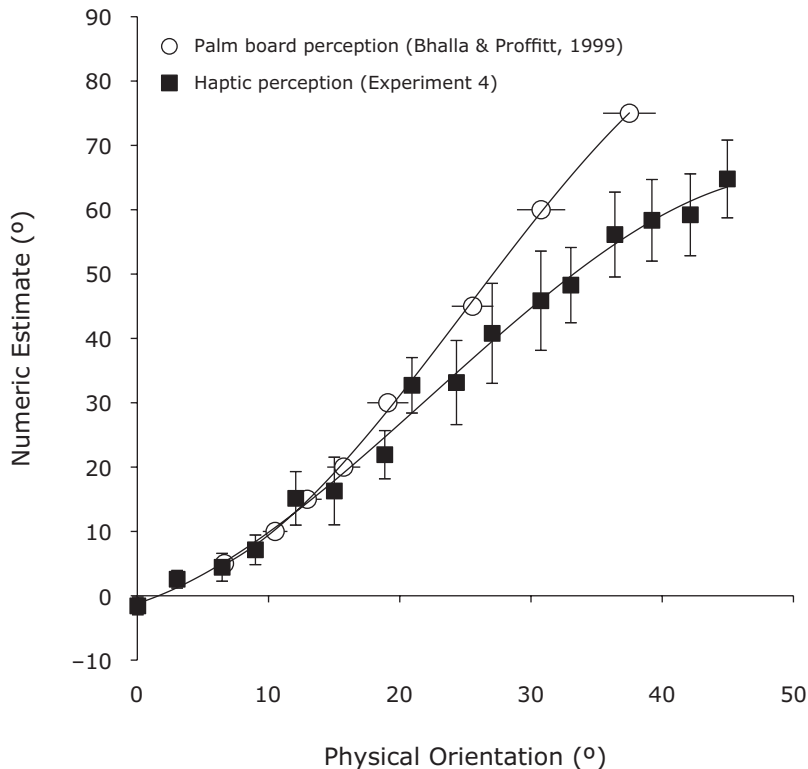 90
80
70
60
50
40
30
20
10
0
–10
Numeric Estimate (º)
Palm board perception (Bhalla & Proffitt, 1999)
Haptic perception (Experiment 4)
0 10 20 30 40 50
Physical Orientation (º)